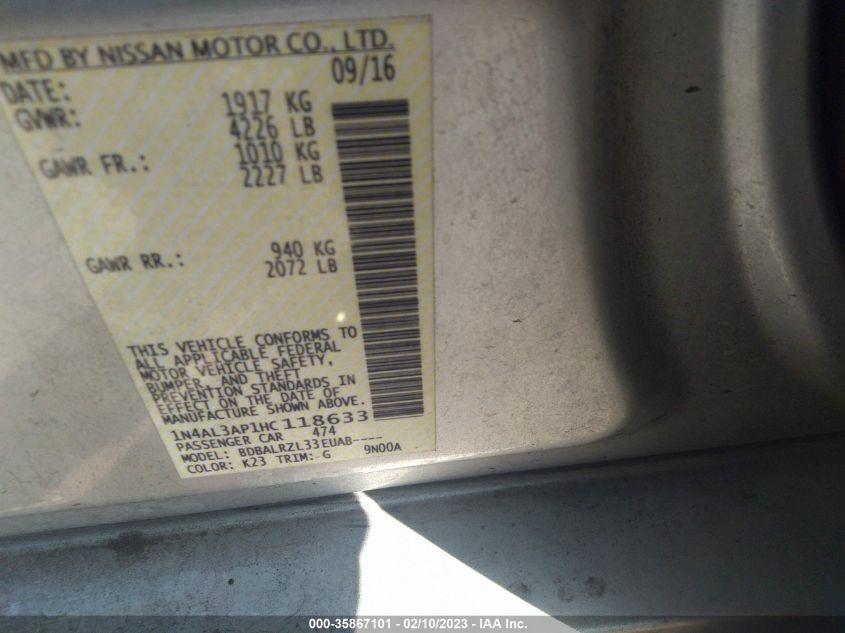 MFD BY NISSAN MOTOR CO., LTD.
DATE: 09/16
GVWR: 1917 KG
4226 LB
GAWR FR.: 1010 KG
2227 LB
GAWR RR.: 940 KG
2072 LB
THIS VEHICLE CONFORMS TO
ALL APPLICABLE FEDERAL
MOTOR VEHICLE SAFETY,
BUMPER, AND THEFT
PREVENTION STANDARDS IN
EFFECT ON THE DATE OF
MANUFACTURE SHOWN ABOVE.
1N4AL3AP1HC118633
PASSENGER CAR 474
MODEL: BDBALRZL33EUAB----
COLOR: K23 TRIM: G 9N00A
000-35867101 - 02/10/2023 - IAA Inc.